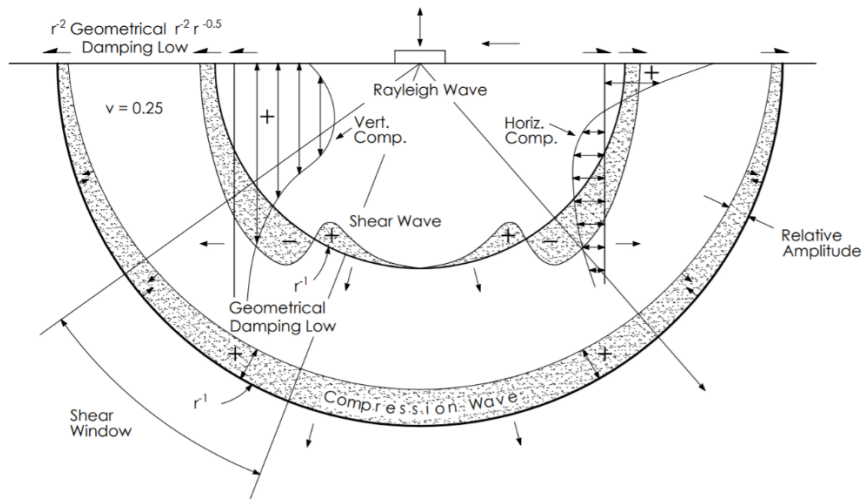 r⁻² Geometrical r⁻² r⁻⁰·⁵
Damping Low
+
Rayleigh Wave
v = 0.25
+
Vert.
Comp.
Horiz.
Comp.
Shear Wave
+
+
−
−
Relative
Amplitude
r⁻¹
Geometrical
Damping Low
+
+
r⁻¹
Compression Wave
Shear
Window